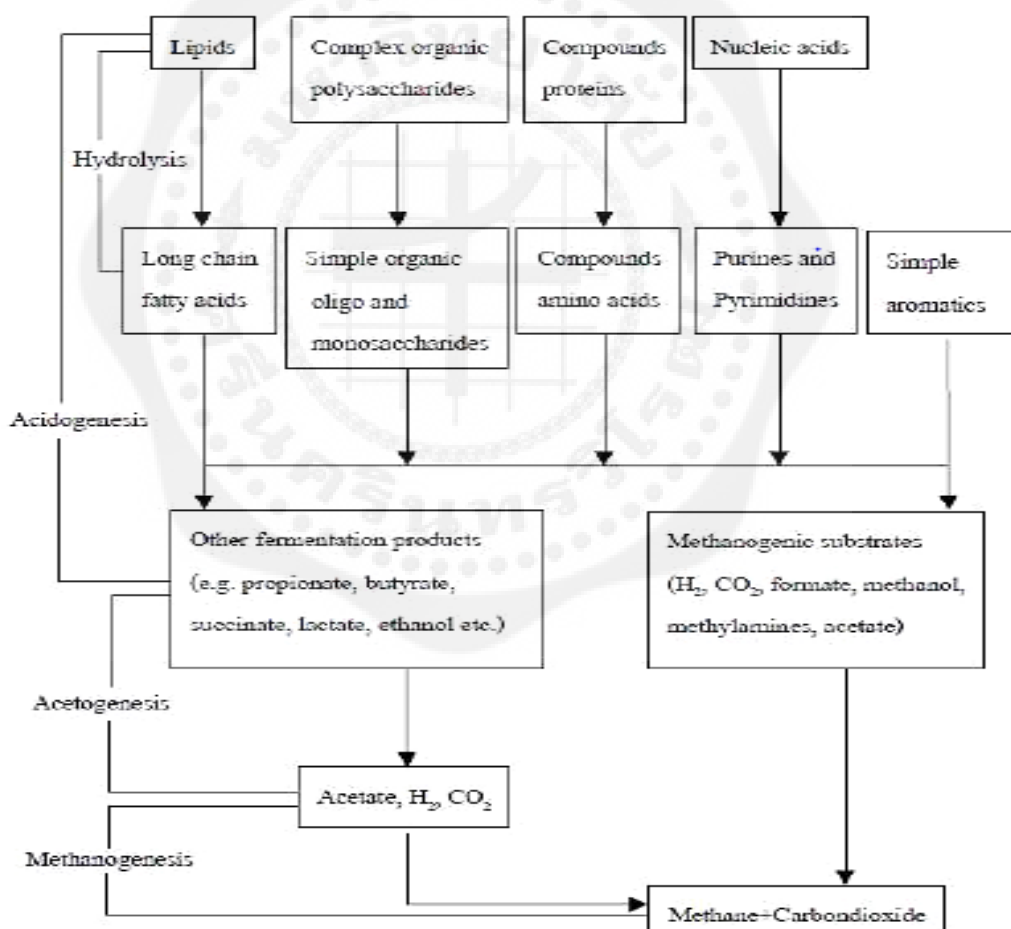 Lipids
Complex organic
polysaccharides
Compounds
proteins
Nucleic acids
Hydrolysis
Long chain
fatty acids
Simple organic
oligo and
monosaccharides
Compounds
amino acids
Purines and
Pyrimidines
Simple
aromatics
Acidogenesis
Other fermentation products
(e.g. propionate, butyrate,
succinate, lactate, ethanol etc.)
Methanogenic substrates
(H₂, CO₂, formate, methanol,
methylamines, acetate)
Acetogenesis
Acetate, H₂, CO₂
Methanogenesis
Methane+Carbondioxide